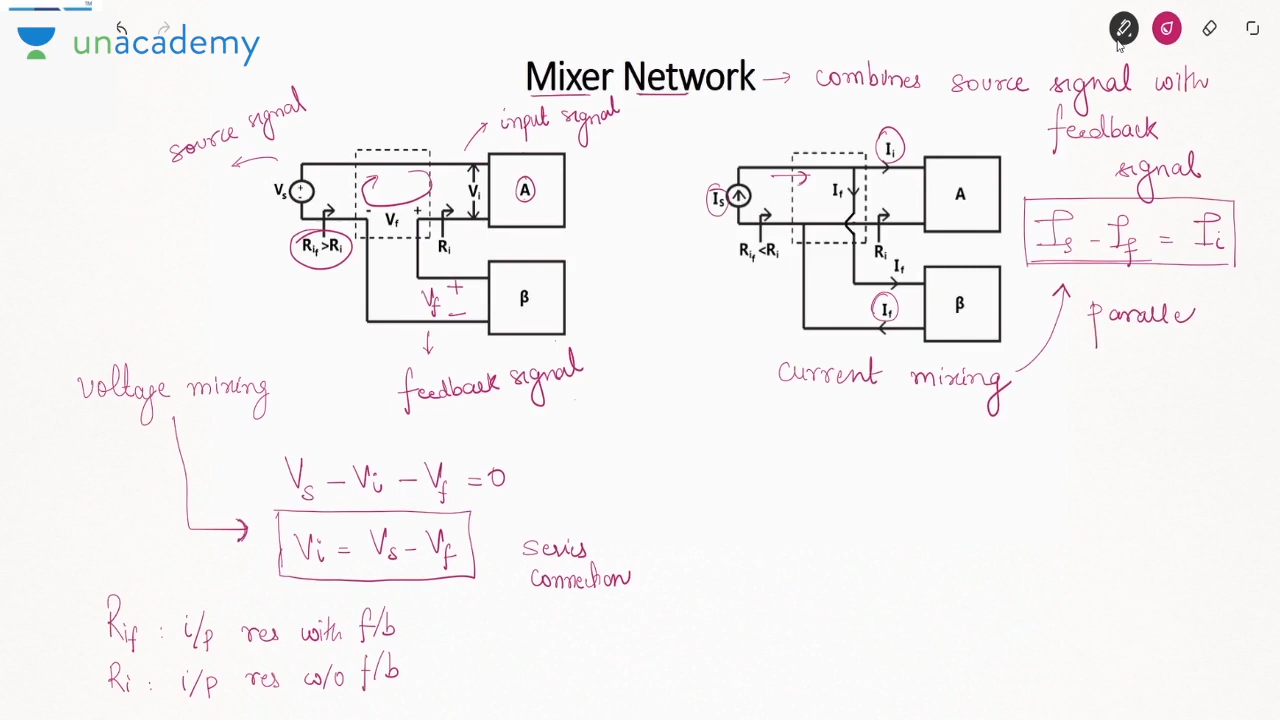 TM
unacademy
Mixer Network → combines source signal with
feedback
signal
source signal
input signal
Vs
A
Vi
- Vf +
Rif >Ri
Ri
Vf + -
β
feedback signal
Ii
Is
If
A
Rif <Ri
Ri
If
If
β
Is - If = Ii
paralle
current mixing
voltage mixing
Vs - Vi - Vf = 0
Vi = Vs - Vf
series
connection
Rif : i/p res with f/b
Ri : i/p res w/o f/b